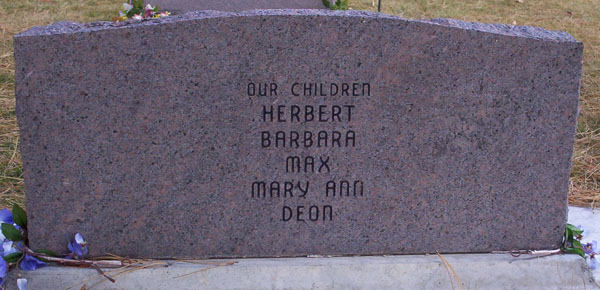 OUR CHILDREN
HERBERT
BARBARA
MAX
MARY ANN
DEON